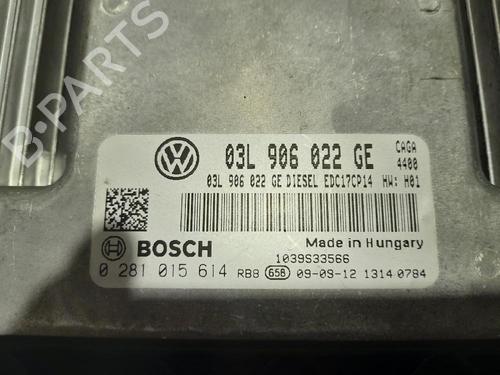 03L 906 022 GE CAGA
4400
03L 906 022 GE DIESEL EDC17CP14 HW: H01
BOSCH
Made in Hungary
1039S33566
0 281 015 614 RBB 658 09-09-12 1314 0784
B-PARTS